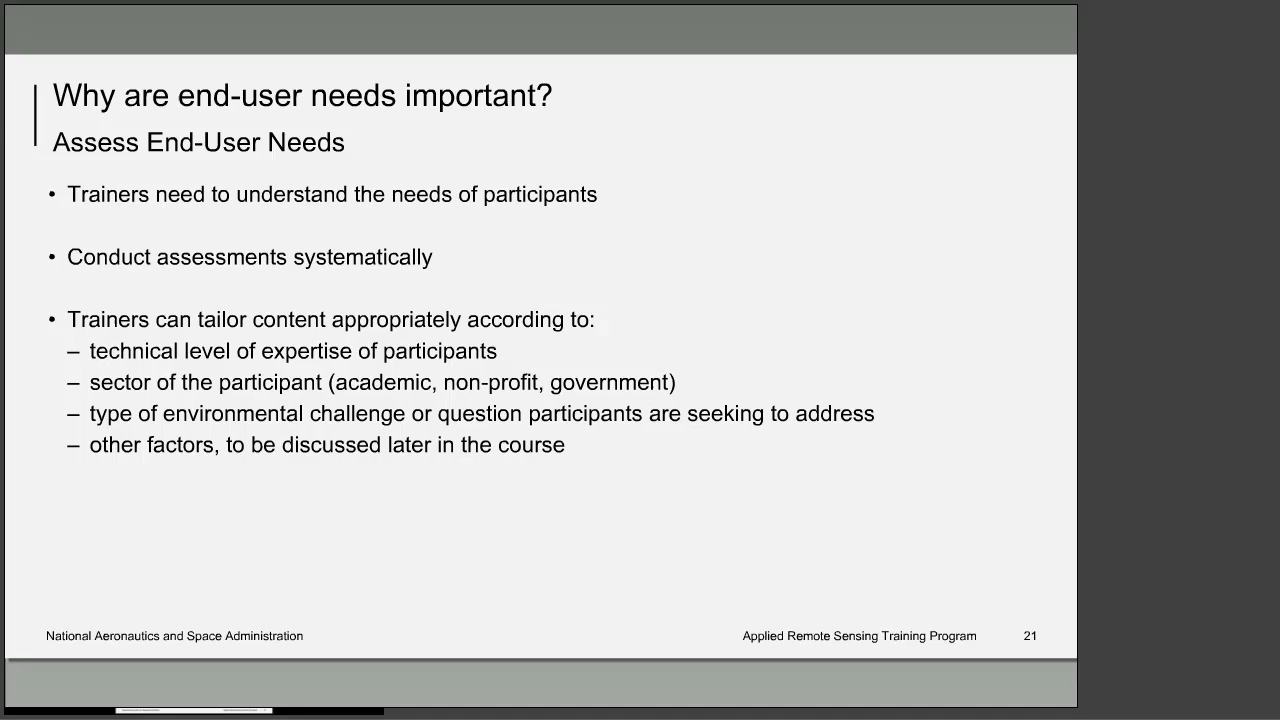 Why are end-user needs important?
Assess End-User Needs
• Trainers need to understand the needs of participants
• Conduct assessments systematically
• Trainers can tailor content appropriately according to:
– technical level of expertise of participants
– sector of the participant (academic, non-profit, government)
– type of environmental challenge or question participants are seeking to address
– other factors, to be discussed later in the course
National Aeronautics and Space Administration
Applied Remote Sensing Training Program
21